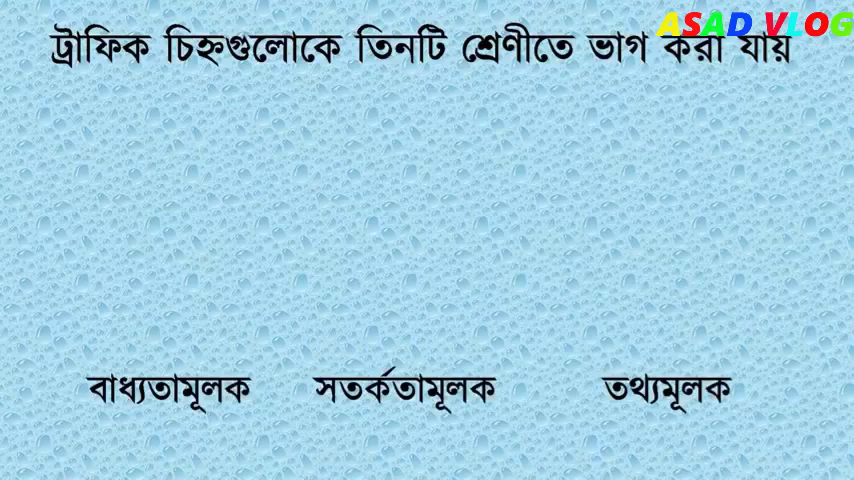 ASAD VLOG
ট্রাফিক চিহ্নগুলোকে তিনটি শ্রেণীতে ভাগ করা যায়
বাধ্যতামূলক সতর্কতামূলক তথ্যমূলক